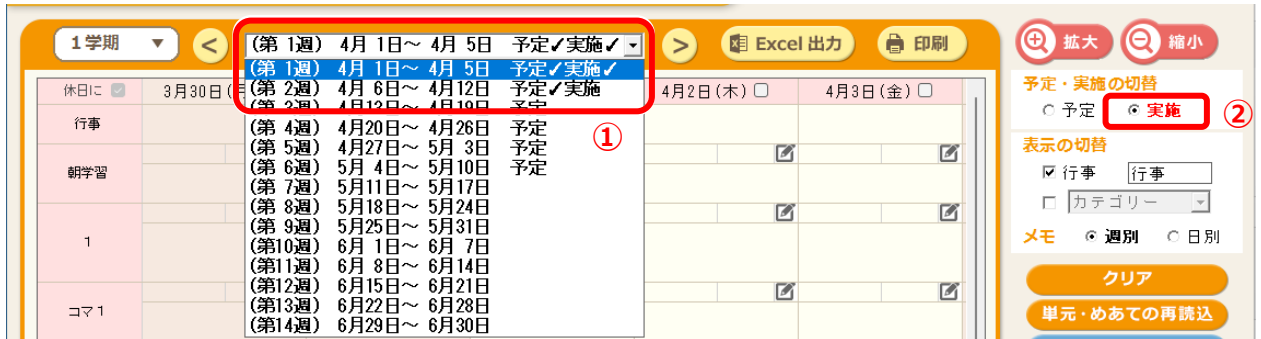 1学期 ▼ < (第 1週) 4月 1日～ 4月 5日 予定✓実施✓ > Excel 出力 印刷 拡大 縮小
(第 1週) 4月 1日～ 4月 5日 予定✓実施✓
(第 2週) 4月 6日～ 4月12日 予定✓実施
(第 3週) 4月13日～ 4月19日 予定
(第 4週) 4月20日～ 4月26日 予定
(第 5週) 4月27日～ 5月 3日 予定
(第 6週) 5月 4日～ 5月10日 予定
(第 7週) 5月11日～ 5月17日
(第 8週) 5月18日～ 5月24日
(第 9週) 5月25日～ 5月31日
(第10週) 6月 1日～ 6月 7日
(第11週) 6月 8日～ 6月14日
(第12週) 6月15日～ 6月21日
(第13週) 6月22日～ 6月28日
(第14週) 6月29日～ 6月30日
①
休日に 3月30日( 4月2日(木) 4月3日(金)
行事
朝学習
1
コマ1
予定・実施の切替
予定 実施
②
表示の切替
行事 行事
カテゴリー
メモ 週別 日別
クリア
単元・めあての再読込